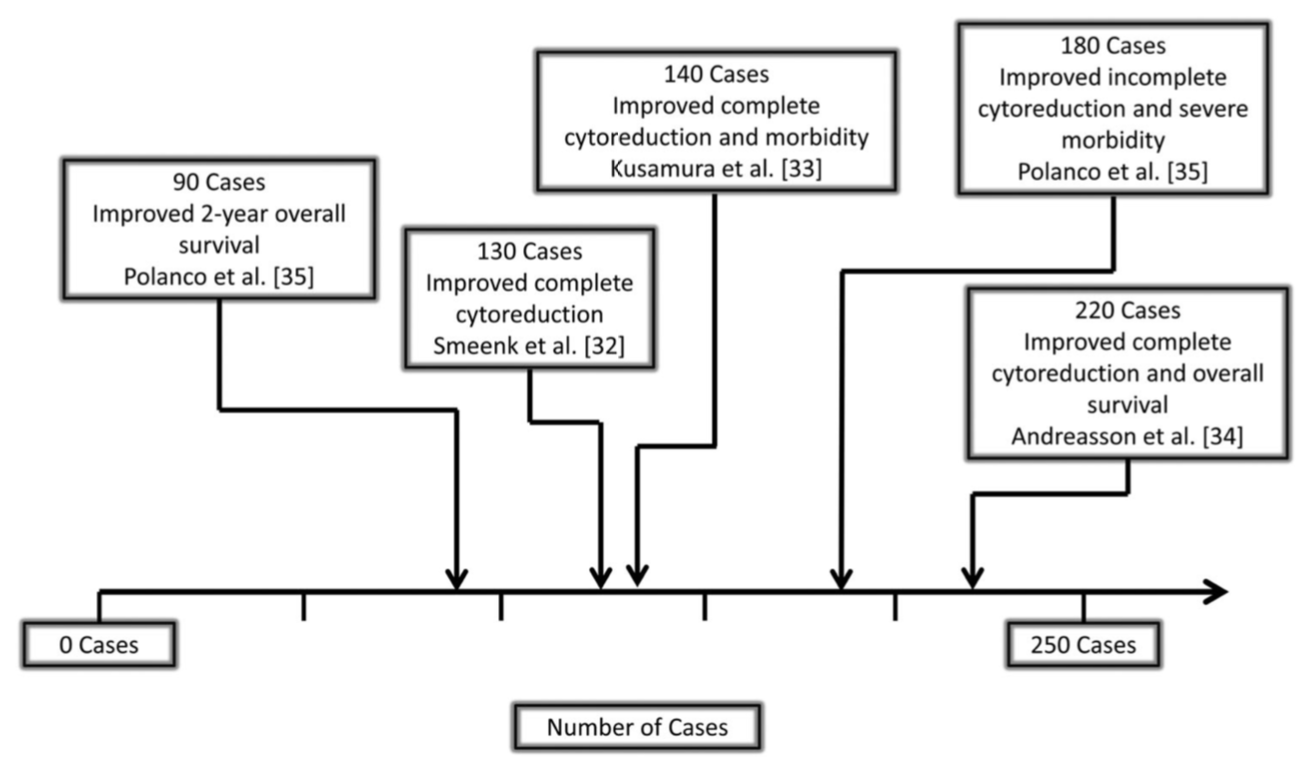 90 Cases
Improved 2-year overall
survival
Polanco et al. [35]
130 Cases
Improved complete
cytoreduction
Smeenk et al. [32]
140 Cases
Improved complete
cytoreduction and morbidity
Kusamura et al. [33]
180 Cases
Improved incomplete
cytoreduction and severe
morbidity
Polanco et al. [35]
220 Cases
Improved complete
cytoreduction and overall
survival
Andreasson et al. [34]
0 Cases
250 Cases
Number of Cases